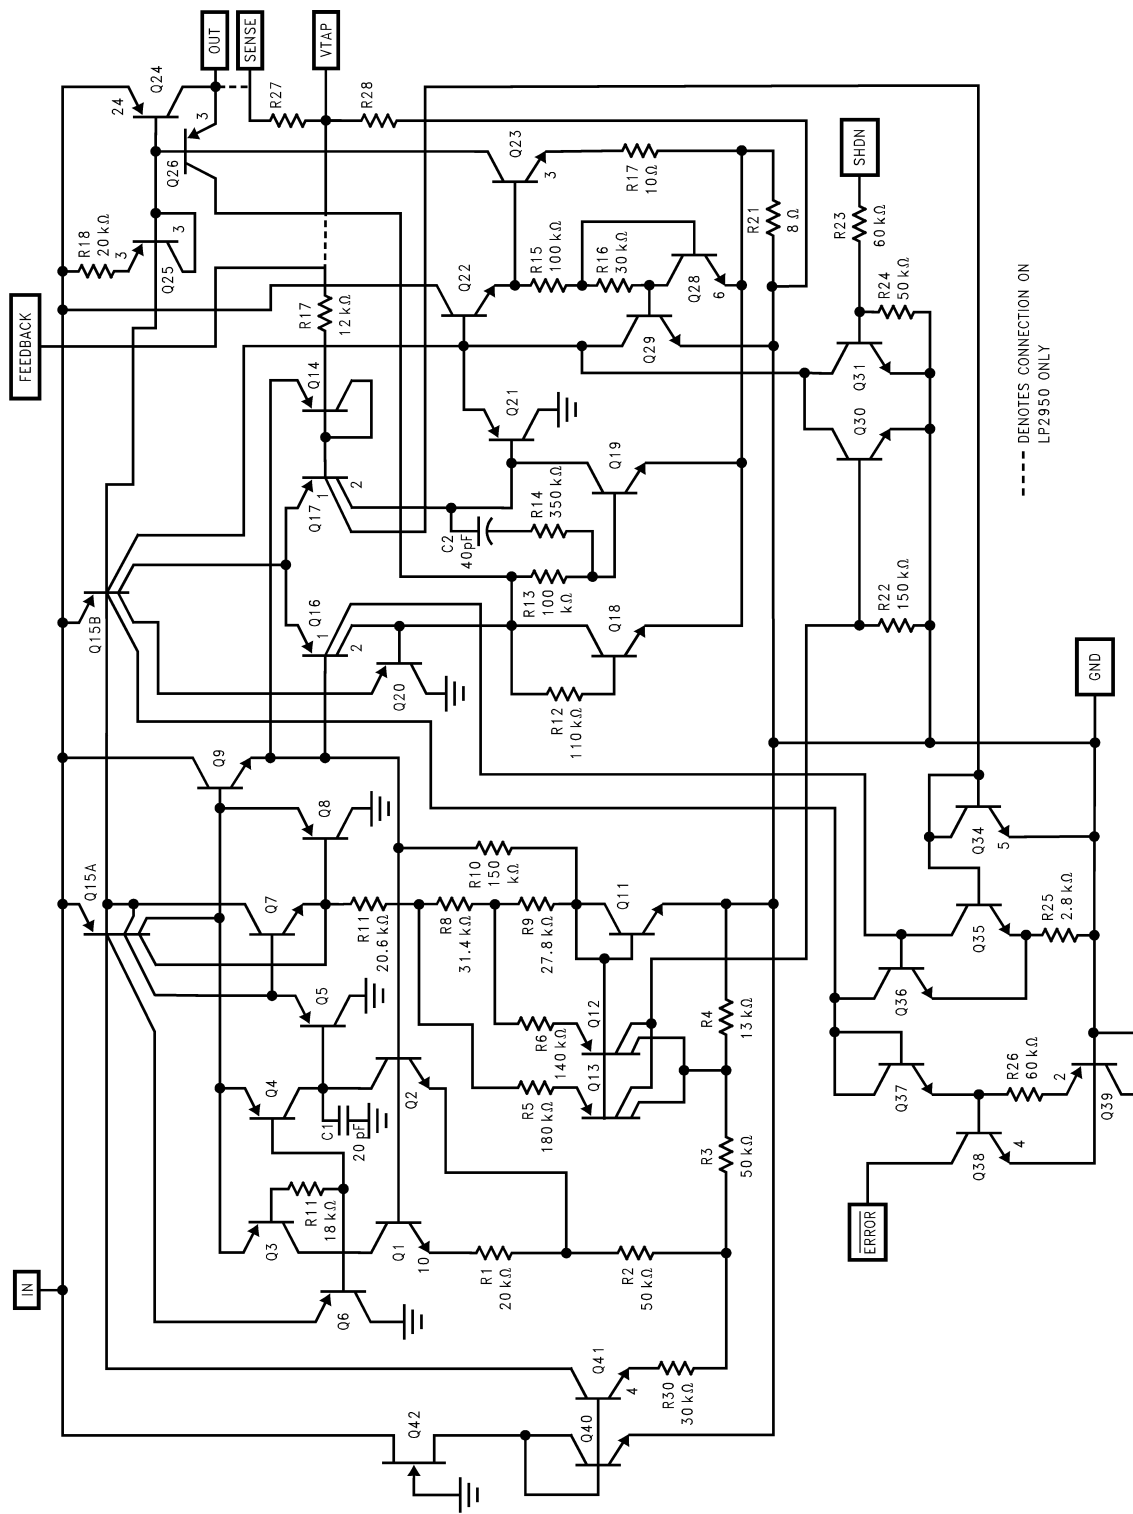 IN
FEEDBACK
OUT
SENSE
VTAP
SHDN
GND
ERROR
Q42
Q40
Q41
4
R30
30 kΩ
Q6
Q3
R11
18 kΩ
Q1
10
R1
20 kΩ
R2
50 kΩ
R3
50 kΩ
Q4
C1
20 pF
Q5
Q2
R5
180 kΩ
Q13
R6
140 kΩ
Q12
R4
13 kΩ
Q15A
Q7
Q8
Q9
R11
20.6 kΩ
R8
31.4 kΩ
R9
27.8 kΩ
R10
150
kΩ
Q11
Q15B
Q16
1
2
Q20
R12
110 kΩ
Q18
R13
100
kΩ
Q17
1
2
C2
40pF
R14
350 kΩ
Q19
Q14
R17
12 kΩ
Q21
Q22
R15
100 kΩ
R16
30 kΩ
Q28
6
Q29
R18
20 kΩ
3
Q25
3
Q26
3
24
Q24
R27
R28
Q23
3
R17
10Ω
R21
8 Ω
R23
60 kΩ
R24
50 kΩ
Q31
Q30
R22
150 kΩ
DENOTES CONNECTION ON
LP2950 ONLY
Q34
5
Q35
R25
2.8 kΩ
Q36
Q37
R26
60 kΩ
2
Q39
Q38
4